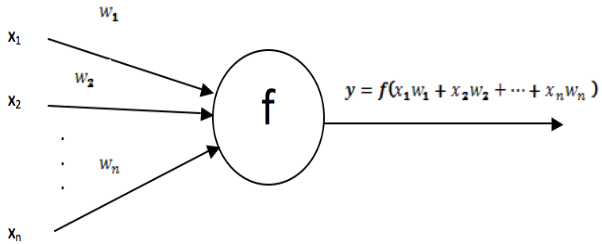 w₁
x₁
w₂
x₂
f
y = f(x₁w₁ + x₂w₂ + ⋯ + xₙwₙ )
.
.
.
wₙ
xₙ